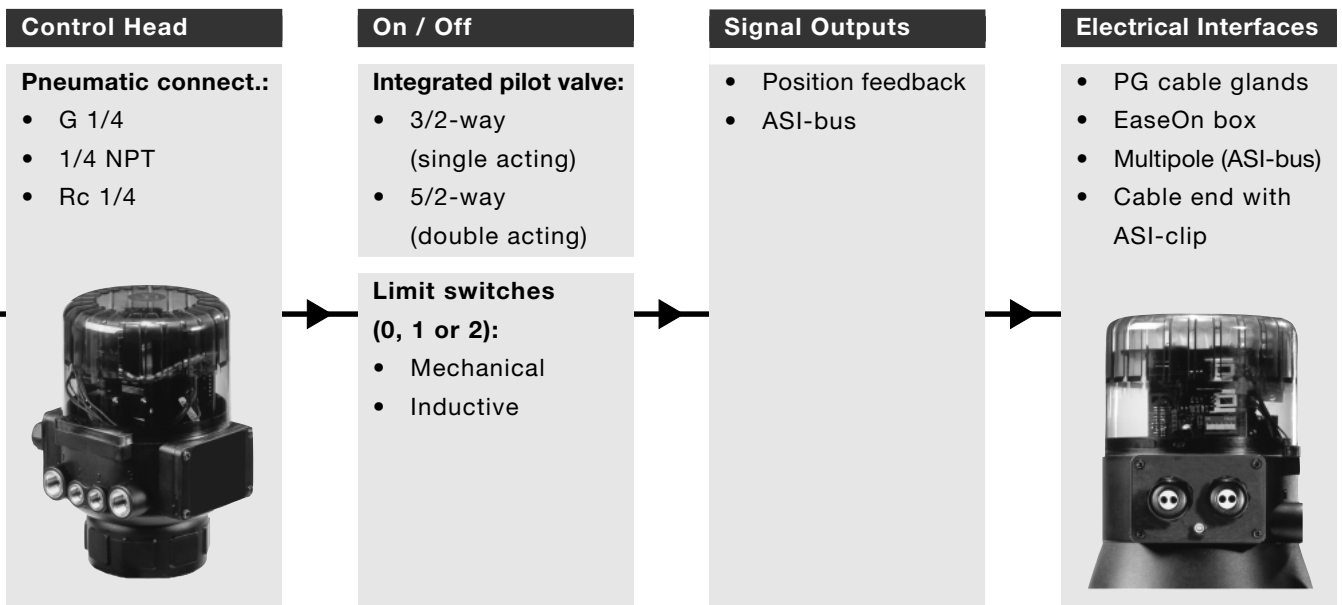 Control Head
Pneumatic connect.:
• G 1/4
• 1/4 NPT
• Rc 1/4
On / Off
Integrated pilot valve:
• 3/2-way
(single acting)
• 5/2-way
(double acting)
Limit switches
(0, 1 or 2):
• Mechanical
• Inductive
Signal Outputs
• Position feedback
• ASI-bus
Electrical Interfaces
• PG cable glands
• EaseOn box
• Multipole (ASI-bus)
• Cable end with
ASI-clip